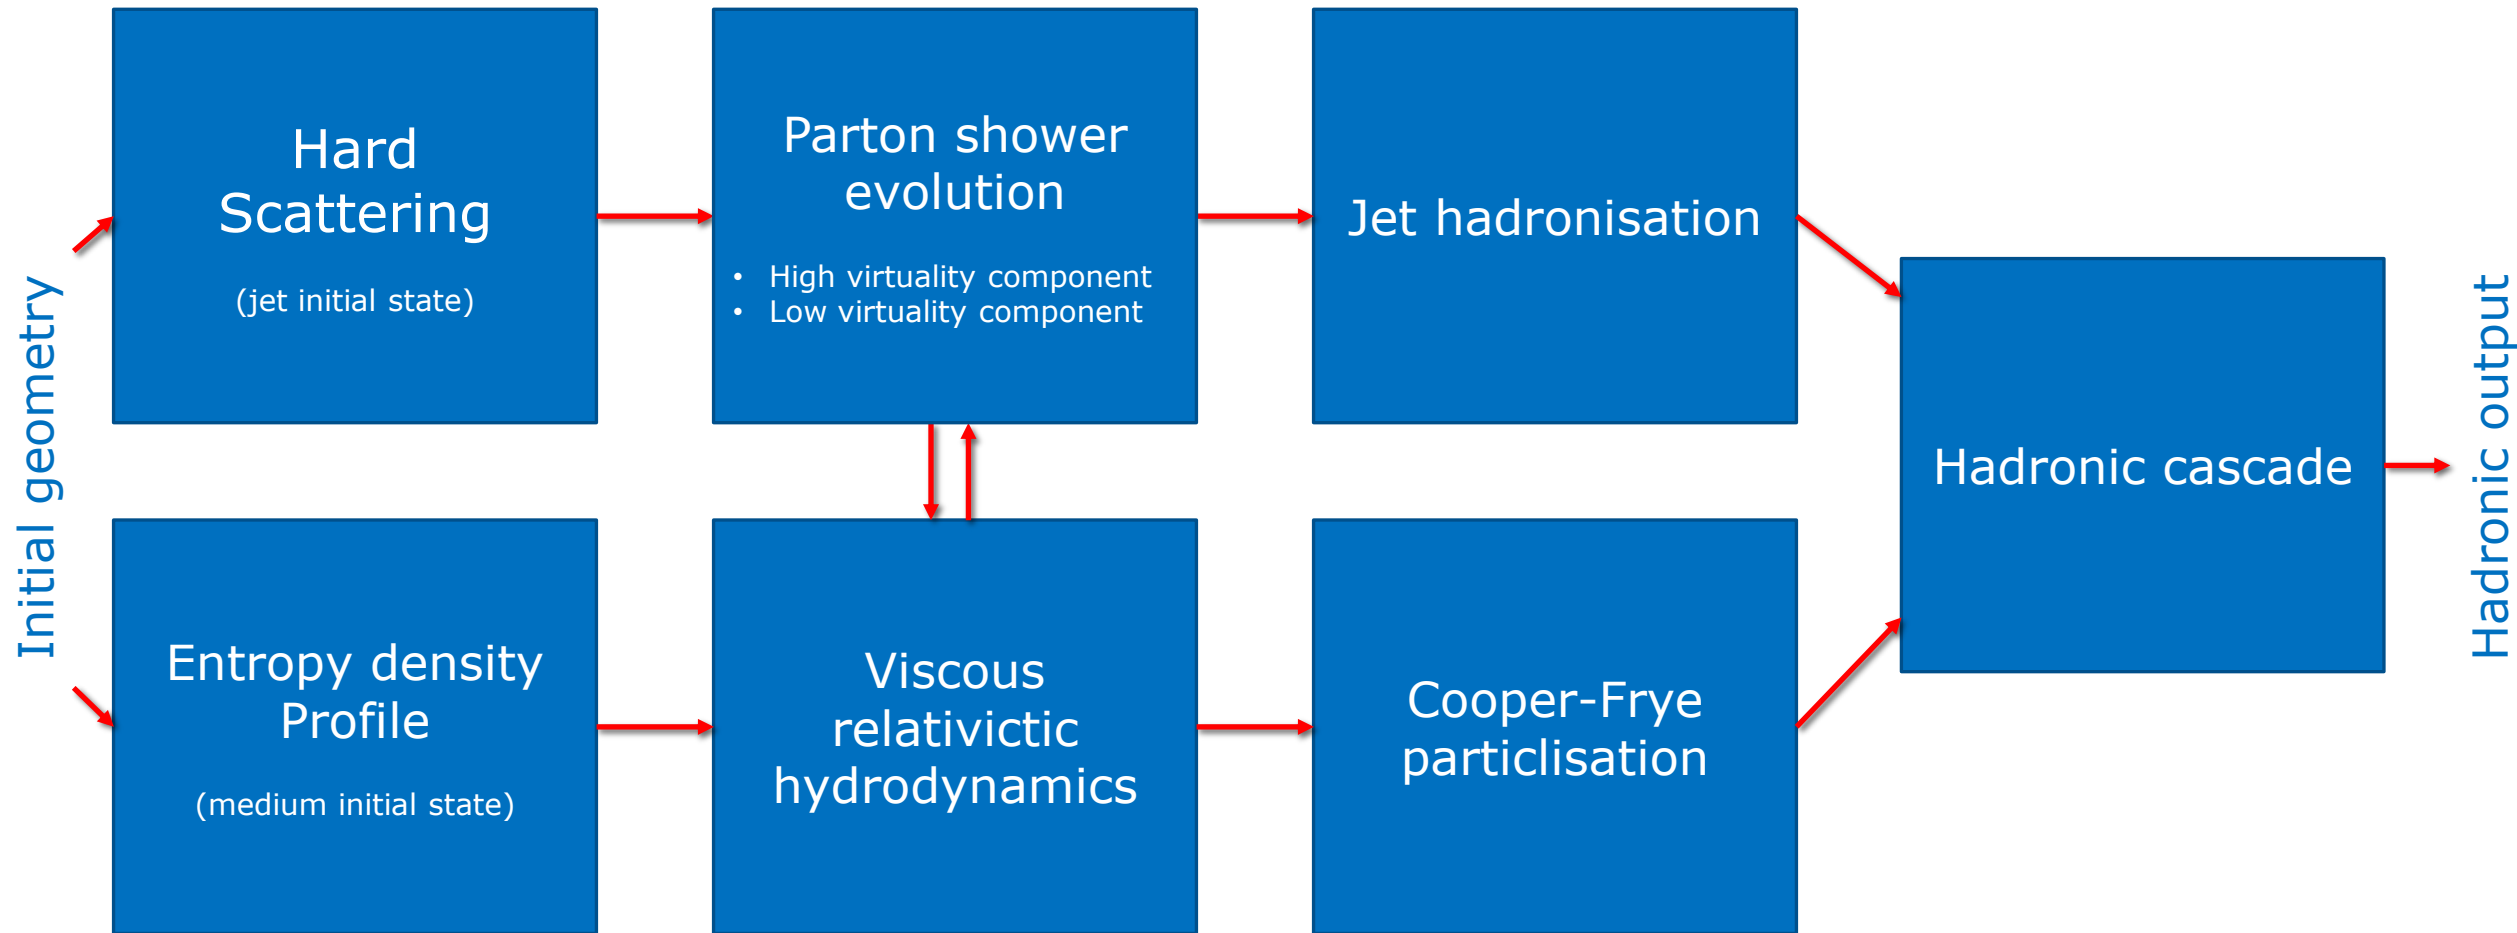 Initial geometry
Hard
Scattering
(jet initial state)
Parton shower
evolution
• High virtuality component
• Low virtuality component
Jet hadronisation
Entropy density
Profile
(medium initial state)
Viscous
relativictic
hydrodynamics
Cooper-Frye
particlisation
Hadronic cascade
Hadronic output